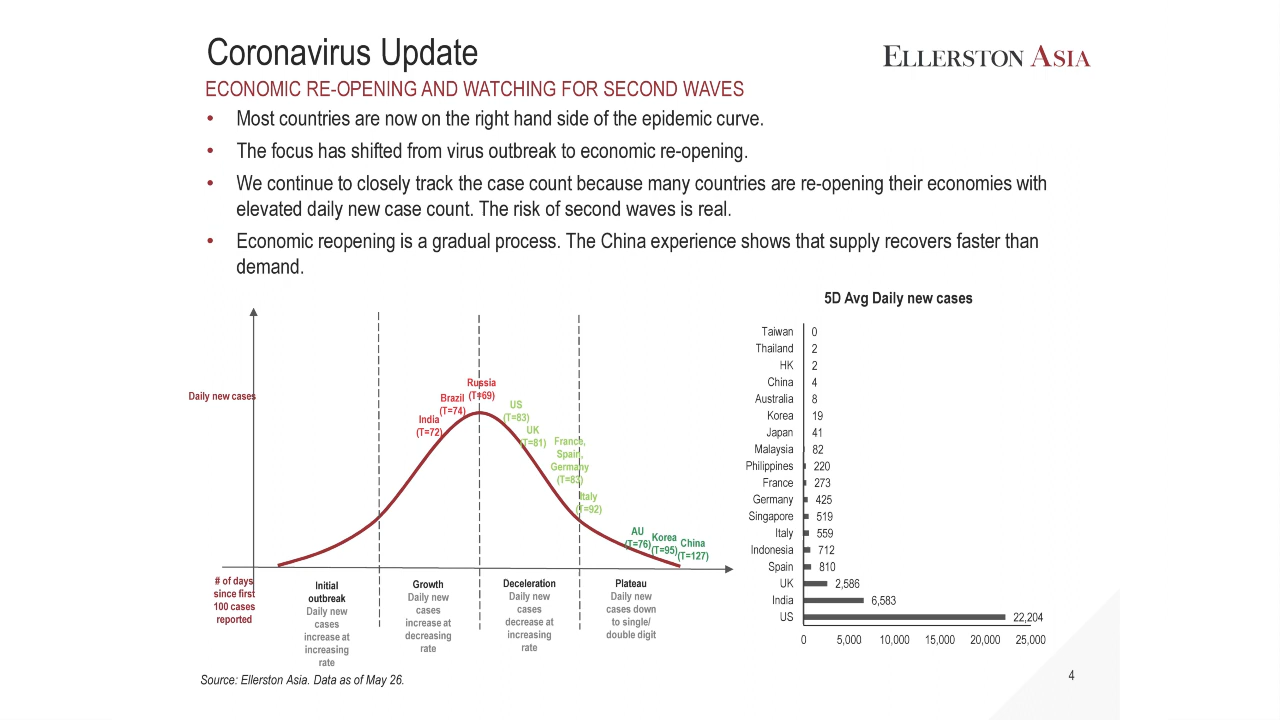 Coronavirus Update
ELLERSTON ASIA
ECONOMIC RE-OPENING AND WATCHING FOR SECOND WAVES
• Most countries are now on the right hand side of the epidemic curve.
• The focus has shifted from virus outbreak to economic re-opening.
• We continue to closely track the case count because many countries are re-opening their economies with
elevated daily new case count. The risk of second waves is real.
• Economic reopening is a gradual process. The China experience shows that supply recovers faster than
demand.
Daily new cases
India
(T=72)
Brazil
(T=74)
Russia
(T=69)
US
(T=83)
UK
(T=81)
France,
Spain,
Germany
(T=83)
Italy
(T=92)
AU
(T=76)
Korea
(T=95)
China
(T=127)
# of days
since first
100 cases
reported
Initial
outbreak
Daily new
cases
increase at
increasing
rate
Growth
Daily new
cases
increase at
decreasing
rate
Deceleration
Daily new
cases
decrease at
increasing
rate
Plateau
Daily new
cases down
to single/
double digit
5D Avg Daily new cases
Taiwan 0
Thailand 2
HK 2
China 4
Australia 8
Korea 19
Japan 41
Malaysia 82
Philippines 220
France 273
Germany 425
Singapore 519
Italy 559
Indonesia 712
Spain 810
UK 2,586
India 6,583
US 22,204
0 5,000 10,000 15,000 20,000 25,000
Source: Ellerston Asia. Data as of May 26.
4